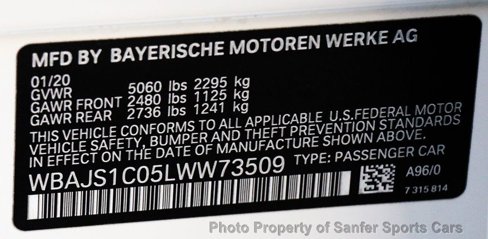 MFD BY BAYERISCHE MOTOREN WERKE AG
01/20
GVWR 5060 lbs 2295 kg
GAWR FRONT 2480 lbs 1125 kg
GAWR REAR 2736 lbs 1241 kg
THIS VEHICLE CONFORMS TO ALL APPLICABLE U.S.FEDERAL MOTOR
VEHICLE SAFETY, BUMPER AND THEFT PREVENTION STANDARDS
IN EFFECT ON THE DATE OF MANUFACTURE SHOWN ABOVE.
WBAJS1C05LWW73509 TYPE: PASSENGER CAR
A96/0
7 315 814
Photo Property of Sanfer Sports Cars